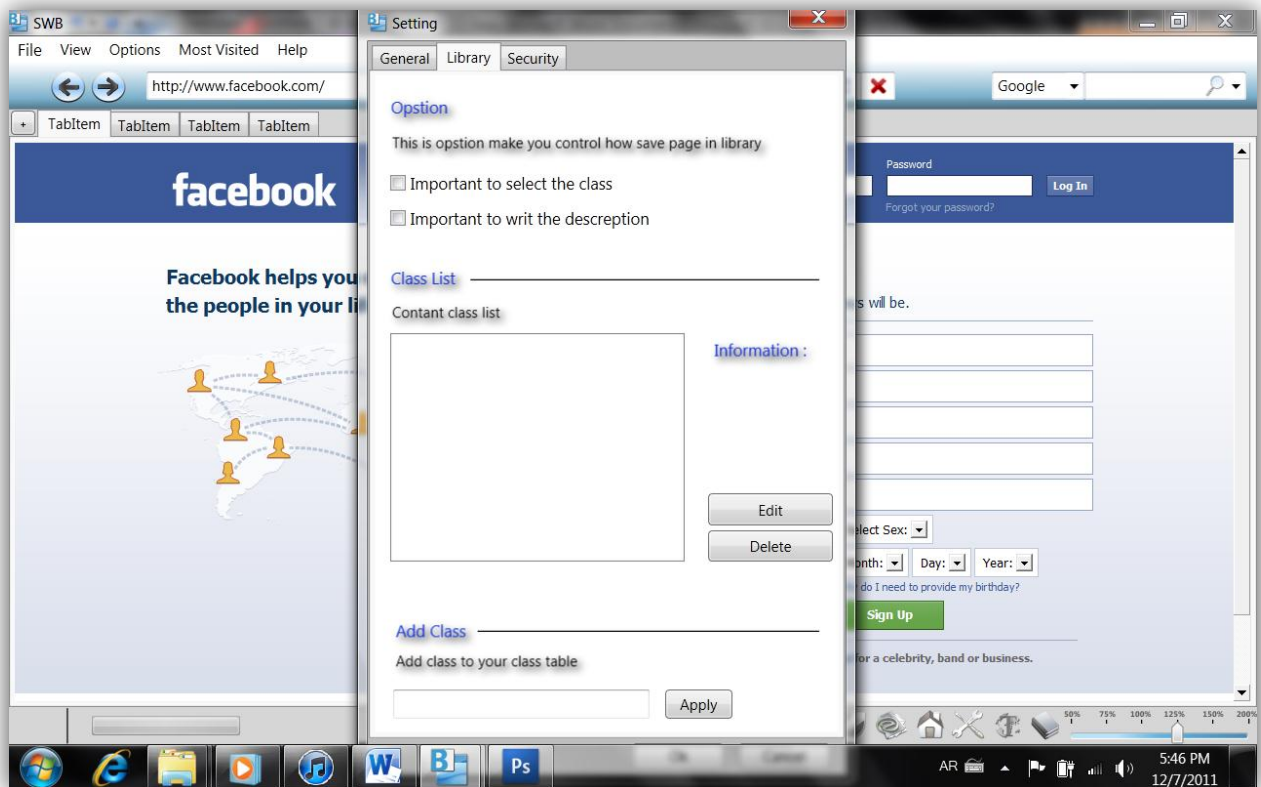 SWB
Setting
File View Options Most Visited Help
General Library Security
http://www.facebook.com/
Google
+ TabItem TabItem TabItem TabItem
Opstion
This is opstion make you control how save page in library
Important to select the class
Important to writ the descreption
facebook
Password
Log In
Forgot your password?
Facebook helps you
the people in your li
s will be.
Class List
Contant class list
Information :
Edit
Delete
elect Sex:
onth: Day: Year:
do I need to provide my birthday?
Sign Up
for a celebrity, band or business.
Add Class
Add class to your class table
Apply
50% 75% 100% 125% 150% 200%
Ok Cancel
W Ps
AR
5:46 PM
12/7/2011